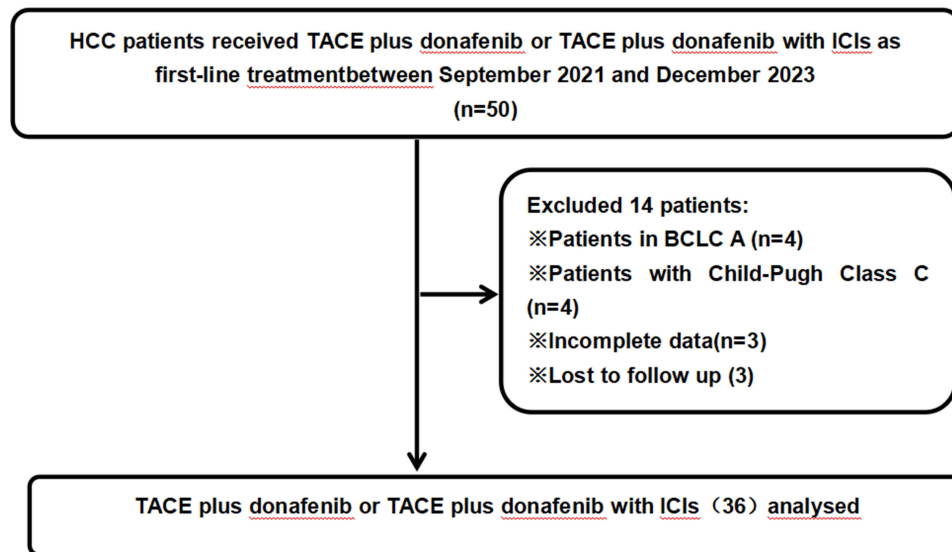 HCC patients received TACE plus donafenib or TACE plus donafenib with ICIs as
first-line treatmentbetween September 2021 and December 2023
(n=50)
Excluded 14 patients:
※Patients in BCLC A (n=4)
※Patients with Child-Pugh Class C
(n=4)
※Incomplete data(n=3)
※Lost to follow up (3)
TACE plus donafenib or TACE plus donafenib with ICIs（36）analysed